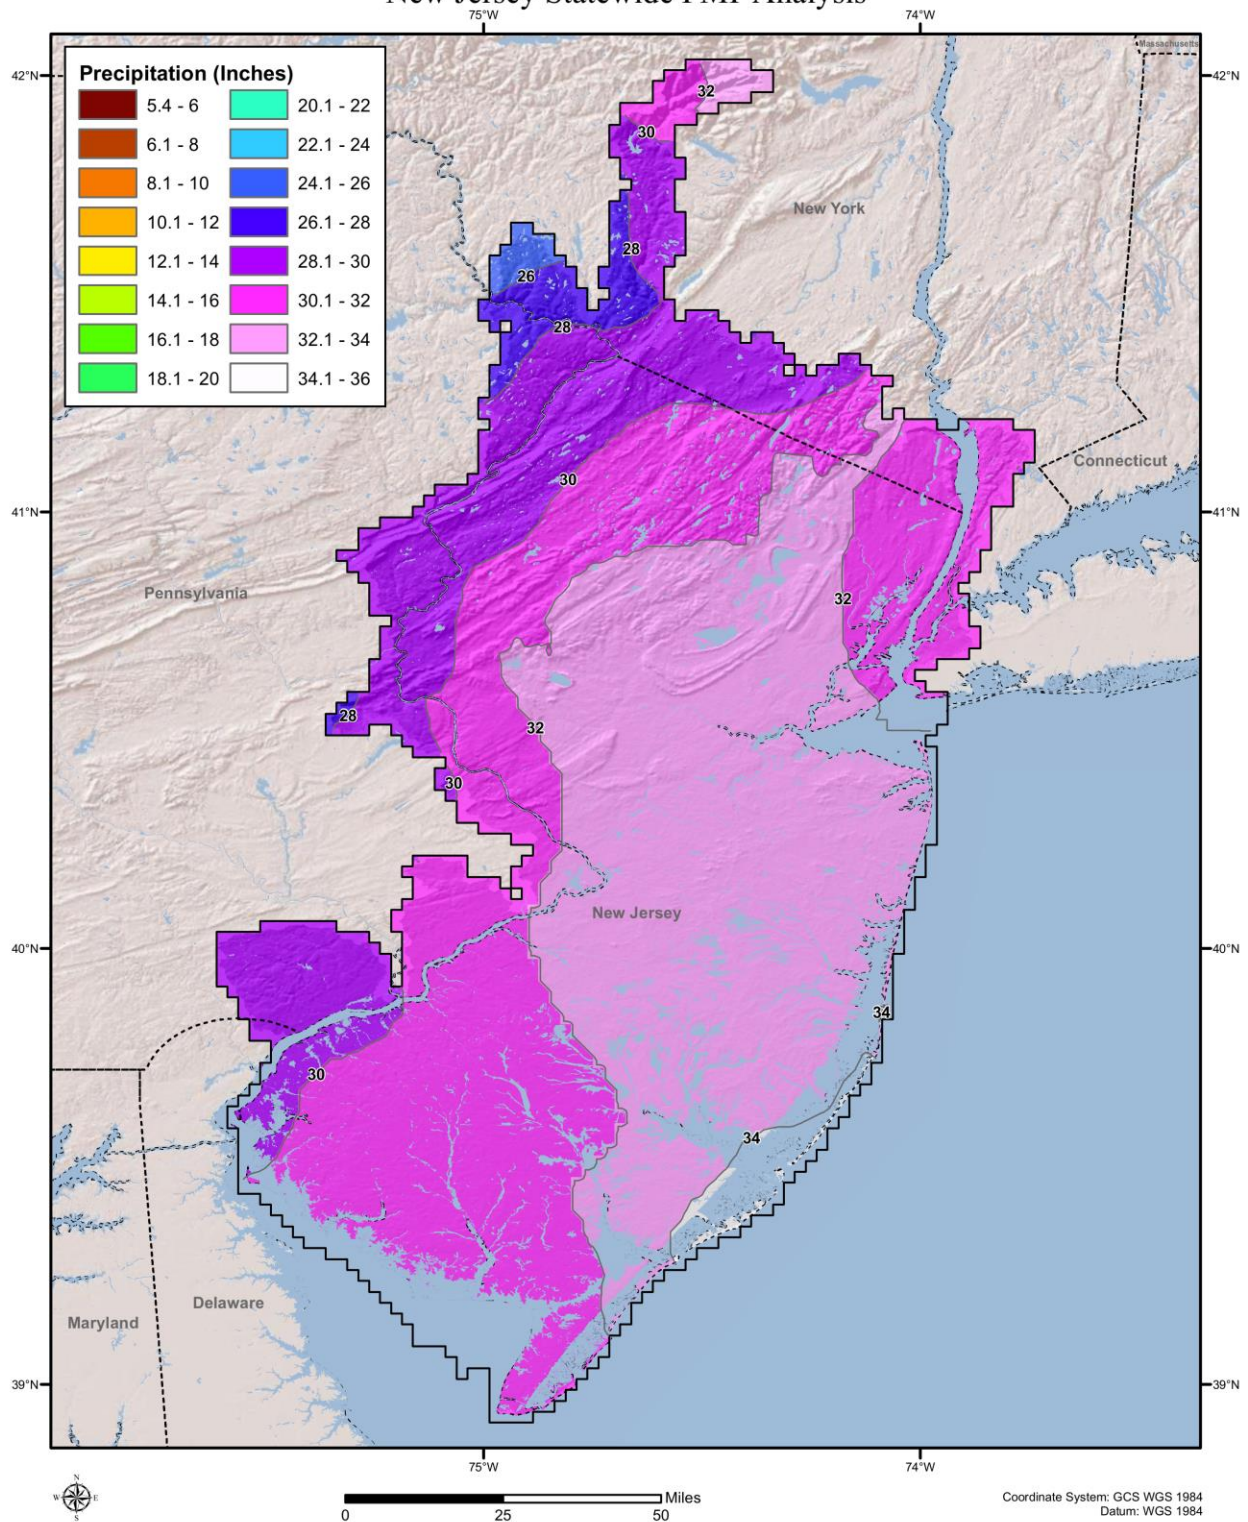 New Jersey Statewide PMP Analysis
75°W 74°W
Massachusetts
42°N 42°N
Precipitation (Inches)
5.4 - 6 20.1 - 22
6.1 - 8 22.1 - 24
8.1 - 10 24.1 - 26
10.1 - 12 26.1 - 28
12.1 - 14 28.1 - 30
14.1 - 16 30.1 - 32
16.1 - 18 32.1 - 34
18.1 - 20 34.1 - 36
32
30
New York
28
26
28
Connecticut
30
41°N 41°N
Pennsylvania
32
28
32
30
New Jersey
40°N 40°N
34
30
34
Delaware
Maryland
39°N 39°N
75°W 74°W
N
W E
S
Miles
0 25 50
Coordinate System: GCS WGS 1984
Datum: WGS 1984